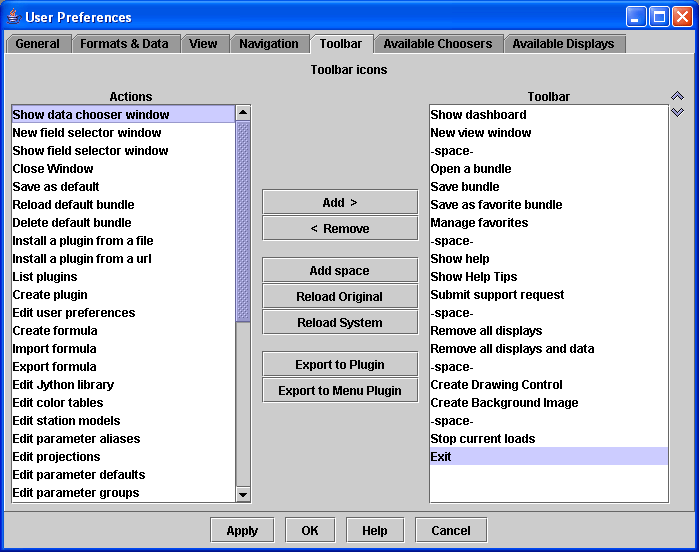 User Preferences
General Formats & Data View Navigation Toolbar Available Choosers Available Displays
Toolbar icons
Actions
Show data chooser window
New field selector window
Show field selector window
Close Window
Save as default
Reload default bundle
Delete default bundle
Install a plugin from a file
Install a plugin from a url
List plugins
Create plugin
Edit user preferences
Create formula
Import formula
Export formula
Edit Jython library
Edit color tables
Edit station models
Edit parameter aliases
Edit projections
Edit parameter defaults
Edit parameter groups
Add >
< Remove
Add space
Reload Original
Reload System
Export to Plugin
Export to Menu Plugin
Toolbar
Show dashboard
New view window
-space-
Open a bundle
Save bundle
Save as favorite bundle
Manage favorites
-space-
Show help
Show Help Tips
Submit support request
-space-
Remove all displays
Remove all displays and data
-space-
Create Drawing Control
Create Background Image
-space-
Stop current loads
Exit
Apply OK Help Cancel